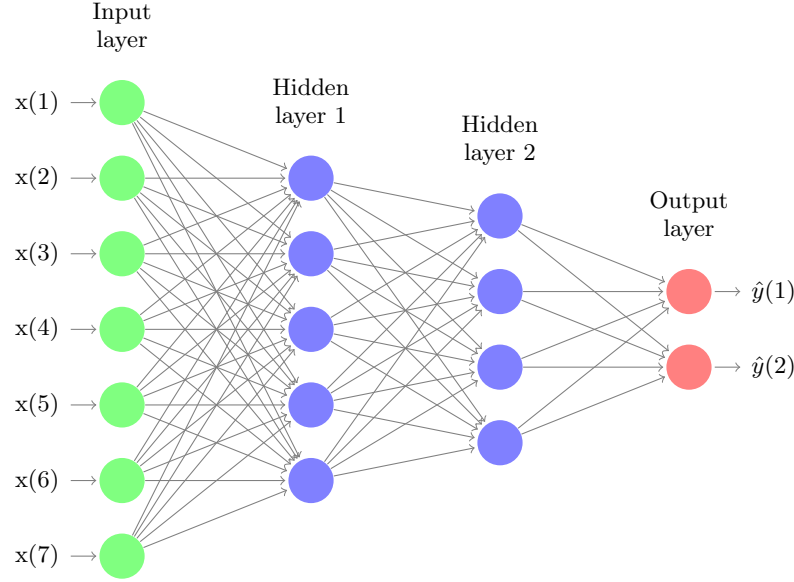 Input
layer
Hidden
layer 1
Hidden
layer 2
Output
layer
x(1)
x(2)
x(3)
x(4)
x(5)
x(6)
x(7)
ŷ(1)
ŷ(2)